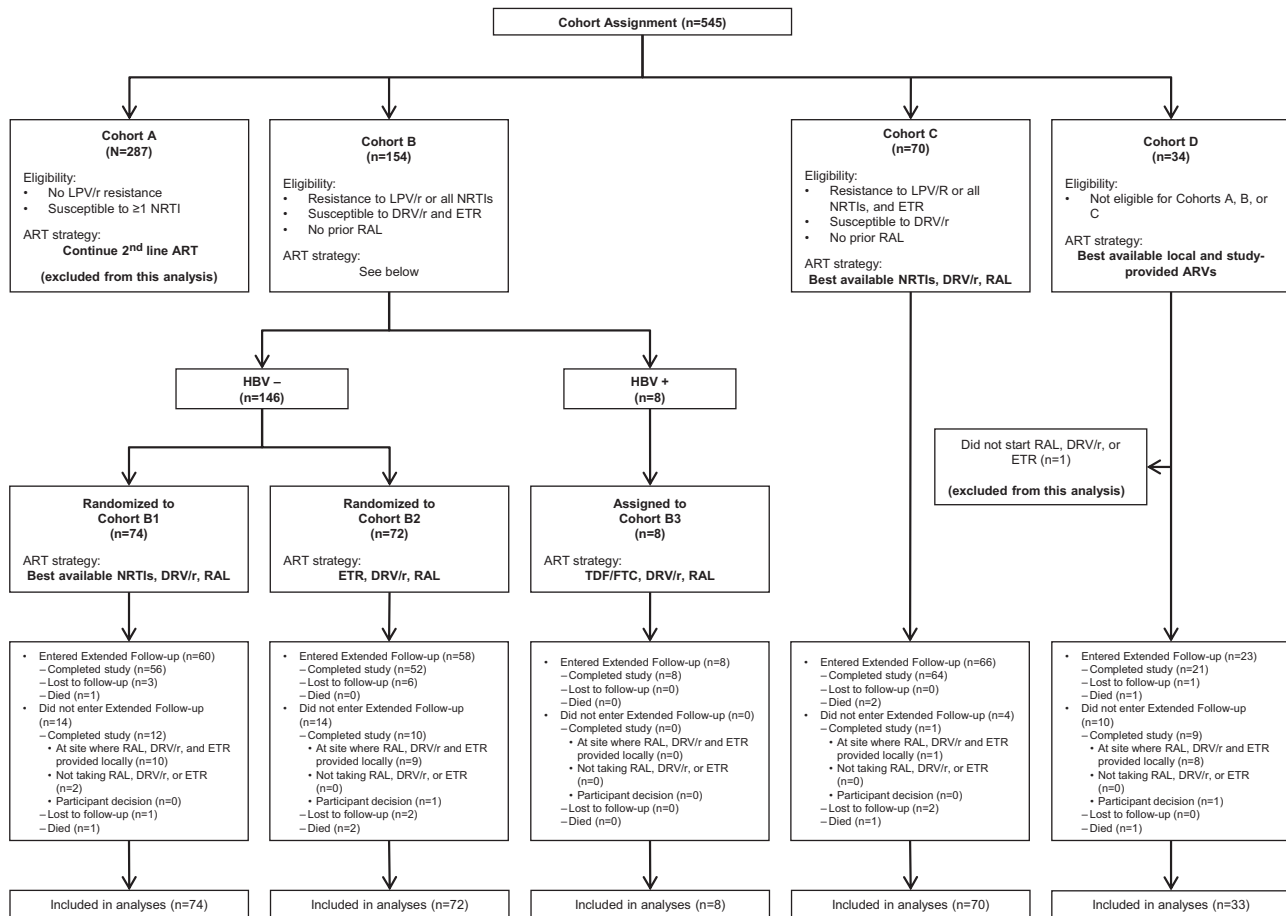 Cohort Assignment (n=545)
Cohort A
(N=287)
Eligibility:
• No LPV/r resistance
• Susceptible to ≥1 NRTI
ART strategy:
Continue 2nd line ART
(excluded from this analysis)
Cohort B
(n=154)
Eligibility:
• Resistance to LPV/r or all NRTIs
• Susceptible to DRV/r and ETR
• No prior RAL
ART strategy:
See below
Cohort C
(n=70)
Eligibility:
• Resistance to LPV/R or all
NRTIs, and ETR
• Susceptible to DRV/r
• No prior RAL
ART strategy:
Best available NRTIs, DRV/r, RAL
Cohort D
(n=34)
Eligibility:
• Not eligible for Cohorts A, B, or
C
ART strategy:
Best available local and study-
provided ARVs
HBV –
(n=146)
HBV +
(n=8)
Did not start RAL, DRV/r, or
ETR (n=1)
(excluded from this analysis)
Randomized to
Cohort B1
(n=74)
ART strategy:
Best available NRTIs, DRV/r, RAL
Randomized to
Cohort B2
(n=72)
ART strategy:
ETR, DRV/r, RAL
Assigned to
Cohort B3
(n=8)
ART strategy:
TDF/FTC, DRV/r, RAL
• Entered Extended Follow-up (n=60)
– Completed study (n=56)
– Lost to follow-up (n=3)
– Died (n=1)
• Did not enter Extended Follow-up
(n=14)
– Completed study (n=12)
• At site where RAL, DRV/r, and ETR
provided locally (n=10)
• Not taking RAL, DRV/r, or ETR
(n=2)
• Participant decision (n=0)
– Lost to follow-up (n=1)
– Died (n=1)
• Entered Extended Follow-up (n=58)
– Completed study (n=52)
– Lost to follow-up (n=6)
– Died (n=0)
• Did not enter Extended Follow-up
(n=14)
– Completed study (n=10)
• At site where RAL, DRV/r and ETR
provided locally (n=9)
• Not taking RAL, DRV/r, or ETR
(n=0)
• Participant decision (n=1)
– Lost to follow-up (n=2)
– Died (n=2)
• Entered Extended Follow-up (n=8)
– Completed study (n=8)
– Lost to follow-up (n=0)
– Died (n=0)
• Did not enter Extended Follow-up (n=0)
– Completed study (n=0)
• At site where RAL, DRV/r and ETR
provided locally (n=0)
• Not taking RAL, DRV/r, or ETR
(n=0)
• Participant decision (n=0)
– Lost to follow-up (n=0)
– Died (n=0)
• Entered Extended Follow-up (n=66)
– Completed study (n=64)
– Lost to follow-up (n=0)
– Died (n=2)
• Did not enter Extended Follow-up (n=4)
– Completed study (n=1)
• At site where RAL, DRV/r and ETR
provided locally (n=1)
• Not taking RAL, DRV/r, or ETR
(n=0)
• Participant decision (n=0)
– Lost to follow-up (n=2)
– Died (n=1)
• Entered Extended Follow-up (n=23)
– Completed study (n=21)
– Lost to follow-up (n=1)
– Died (n=1)
• Did not enter Extended Follow-up
(n=10)
– Completed study (n=9)
• At site where RAL, DRV/r and ETR
provided locally (n=8)
• Not taking RAL, DRV/r, or ETR
(n=0)
• Participant decision (n=1)
– Lost to follow-up (n=0)
– Died (n=1)
Included in analyses (n=74)
Included in analyses (n=72)
Included in analyses (n=8)
Included in analyses (n=70)
Included in analyses (n=33)